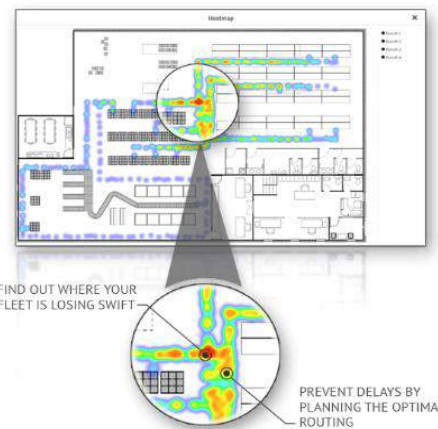 Heatmap
FIND OUT WHERE YOUR
FLEET IS LOSING SWIFT
PREVENT DELAYS BY
PLANNING THE OPTIMA
ROUTING